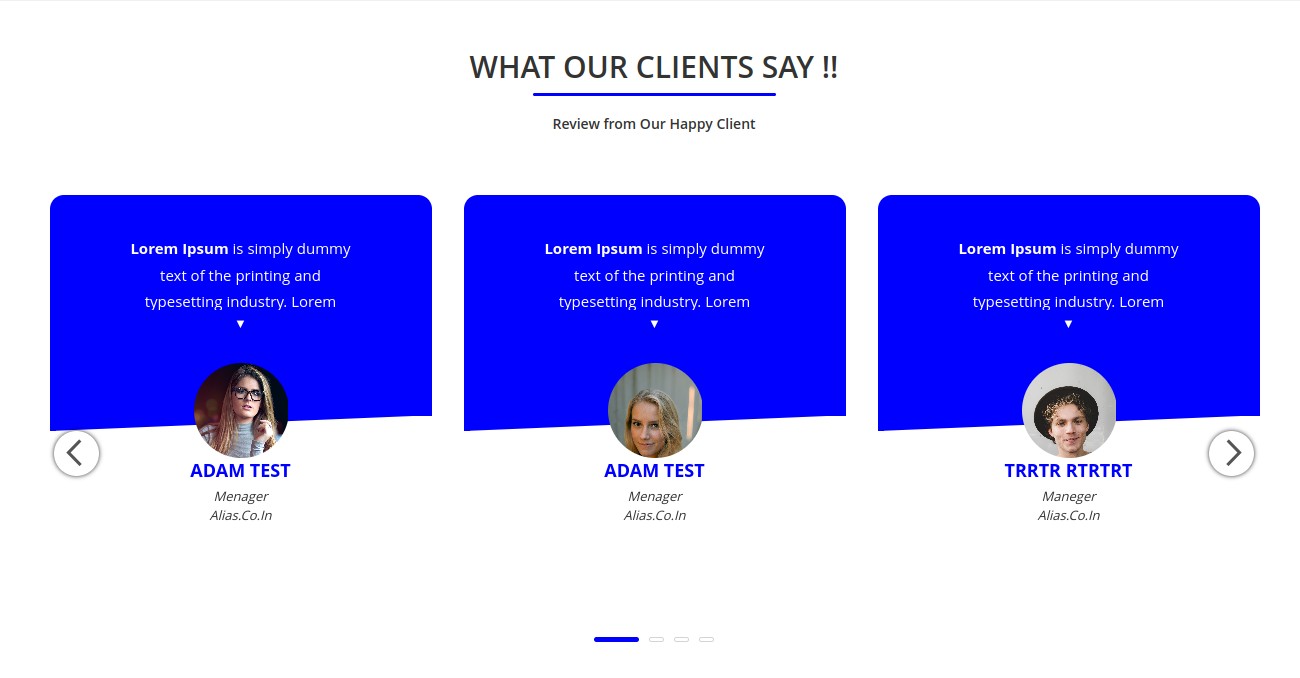 WHAT OUR CLIENTS SAY !!
Review from Our Happy Client
Lorem Ipsum is simply dummy
text of the printing and
typesetting industry. Lorem
ADAM TEST
Menager
Alias.Co.In
Lorem Ipsum is simply dummy
text of the printing and
typesetting industry. Lorem
ADAM TEST
Menager
Alias.Co.In
Lorem Ipsum is simply dummy
text of the printing and
typesetting industry. Lorem
TRRTR RTRTRT
Maneger
Alias.Co.In